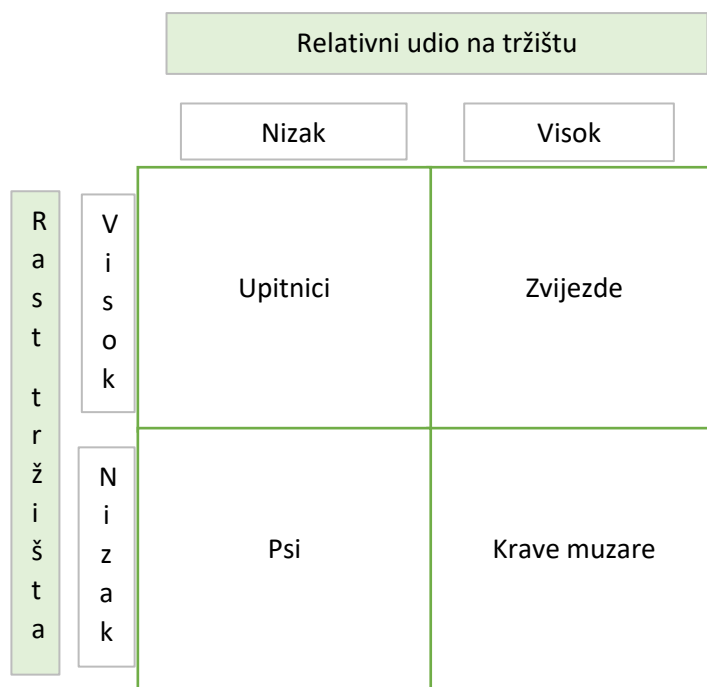 Relativni udio na tržištu
Nizak
Visok
Rast tržišta
Visok
Upitnici
Zvijezde
Nizak
Psi
Krave muzare